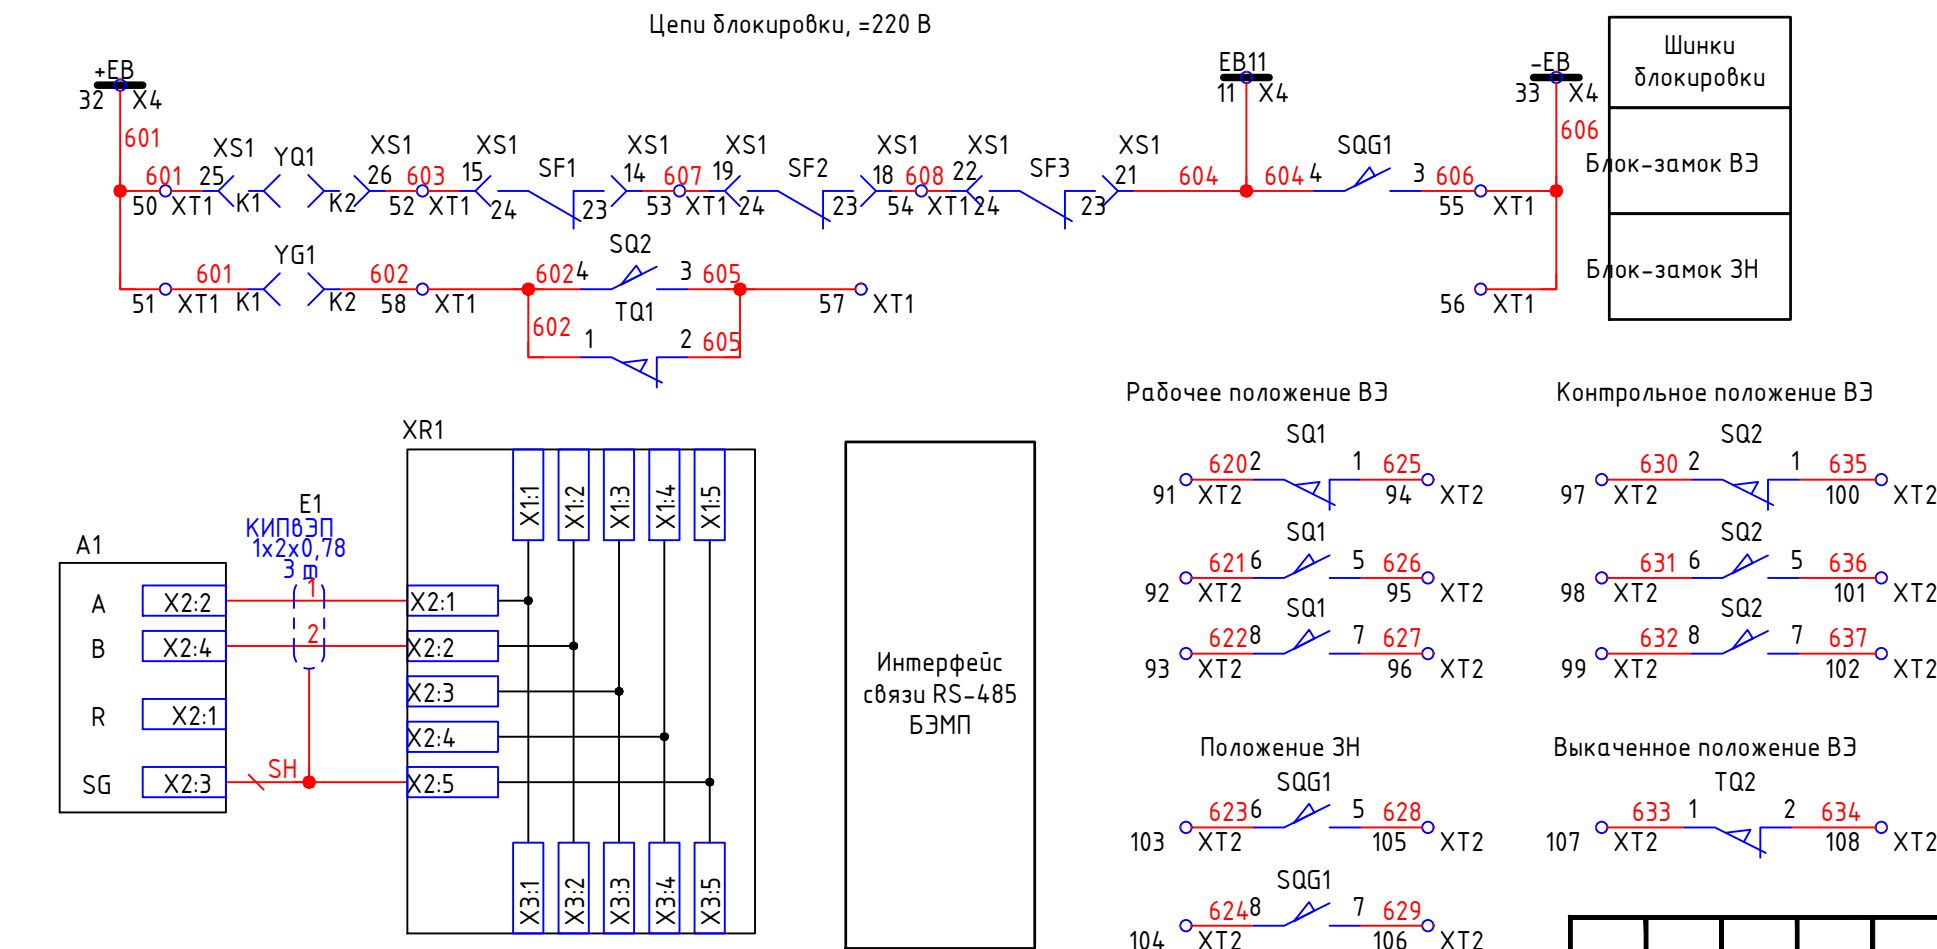 Цепи блокировки, =220 В
+ЕВ
32 X4
601
ЕВ11
11 X4
-ЕВ
33 X4
606
Шинки
блокировки
Блок-замок ВЭ
Блок-замок ЗН
601
50 XT1
XS1
25
K1
YQ1
K2
XS1
26
603
52 XT1
XS1
15
24
SF1
23
XS1
14
607
53 XT1
XS1
19
24
SF2
23
XS1
18
608
54 XT1
XS1
22
24
SF3
23
XS1
21
604
604
4
SQG1
3
606
55 XT1
601
51 XT1
K1
YG1
K2
602
58 XT1
602
4
SQ2
3
605
57 XT1
602
1
TQ1
2
605
56 XT1
A1
A X2:2
B X2:4
R X2:1
SG X2:3
E1
КИПвЭП
1x2x0,78
3 m
1
2
SH
XR1
X1:1
X1:2
X1:3
X1:4
X1:5
X2:1
X2:2
X2:3
X2:4
X2:5
X3:1
X3:2
X3:3
X3:4
X3:5
Интерфейс
связи RS-485
БЭМП
Рабочее положение ВЭ
SQ1
620 2 1 625
91 XT2 94 XT2
SQ1
621 6 5 626
92 XT2 95 XT2
SQ1
622 8 7 627
93 XT2 96 XT2
Контрольное положение ВЭ
SQ2
630 2 1 635
97 XT2 100 XT2
SQ2
631 6 5 636
98 XT2 101 XT2
SQ2
632 8 7 637
99 XT2 102 XT2
Положение ЗН
SQG1
623 6 5 628
103 XT2 105 XT2
SQG1
624 8 7 629
104 XT2 106 XT2
Выкаченное положение ВЭ
TQ2
633 1 2 634
107 XT2 108 XT2